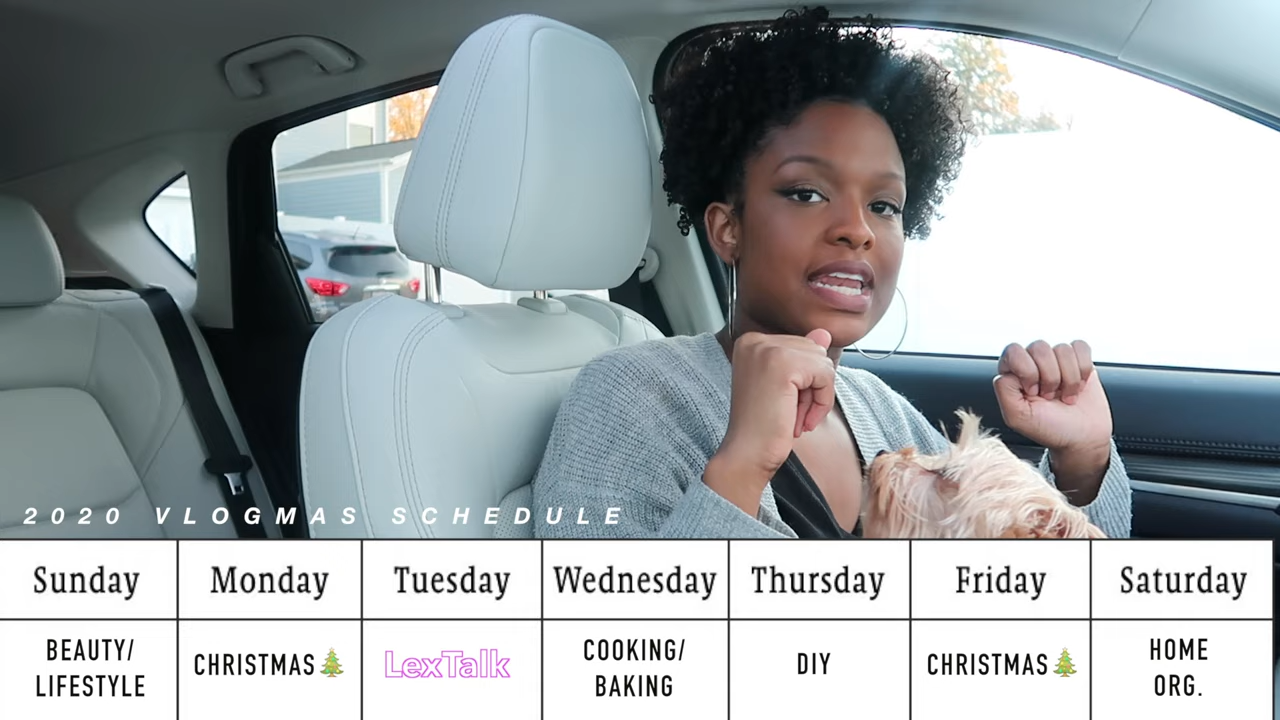 2020 VLOGMAS SCHEDULE
Sunday Monday Tuesday Wednesday Thursday Friday Saturday
BEAUTY/ CHRISTMAS🎄 LexTalk COOKING/ DIY CHRISTMAS🎄 HOME
LIFESTYLE BAKING ORG.